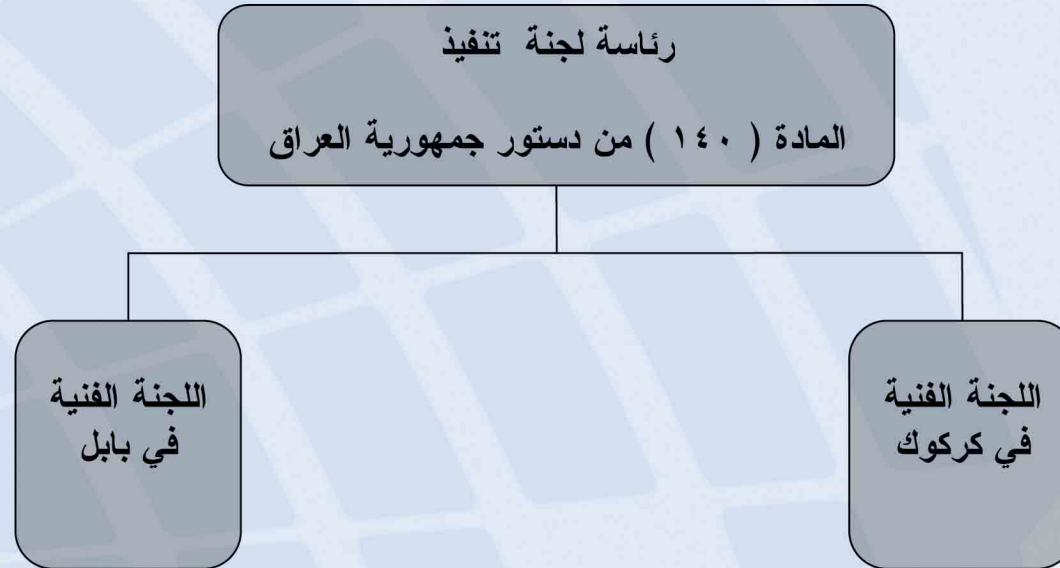 رئاسة لجنة تنفيذ
المادة ( ١٤٠ ) من دستور جمهورية العراق
اللجنة الفنية
في كركوك
اللجنة الفنية
في بابل